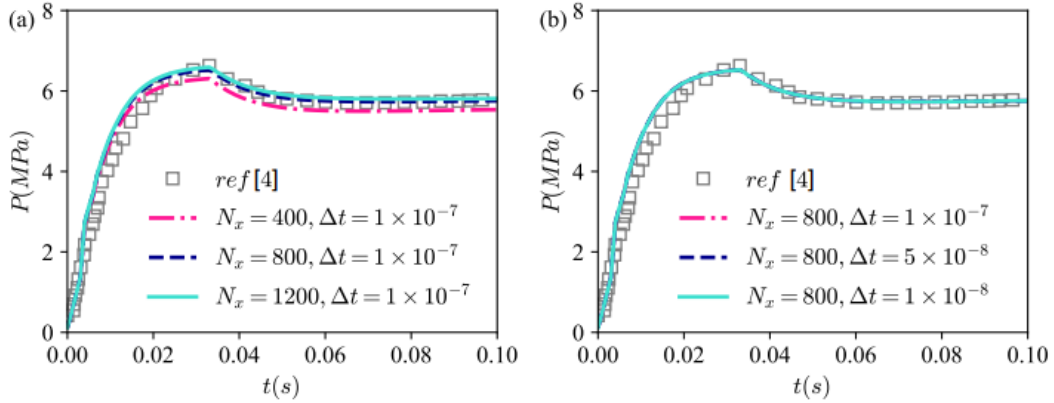 (a)
8
6
4
2
0
P(MPa)
ref [4]
N_x = 400, Δt = 1 × 10^{-7}
N_x = 800, Δt = 1 × 10^{-7}
N_x = 1200, Δt = 1 × 10^{-7}
0.00 0.02 0.04 0.06 0.08 0.10
t(s)
(b)
8
6
4
2
0
P(MPa)
ref [4]
N_x = 800, Δt = 1 × 10^{-7}
N_x = 800, Δt = 5 × 10^{-8}
N_x = 800, Δt = 1 × 10^{-8}
0.00 0.02 0.04 0.06 0.08 0.10
t(s)